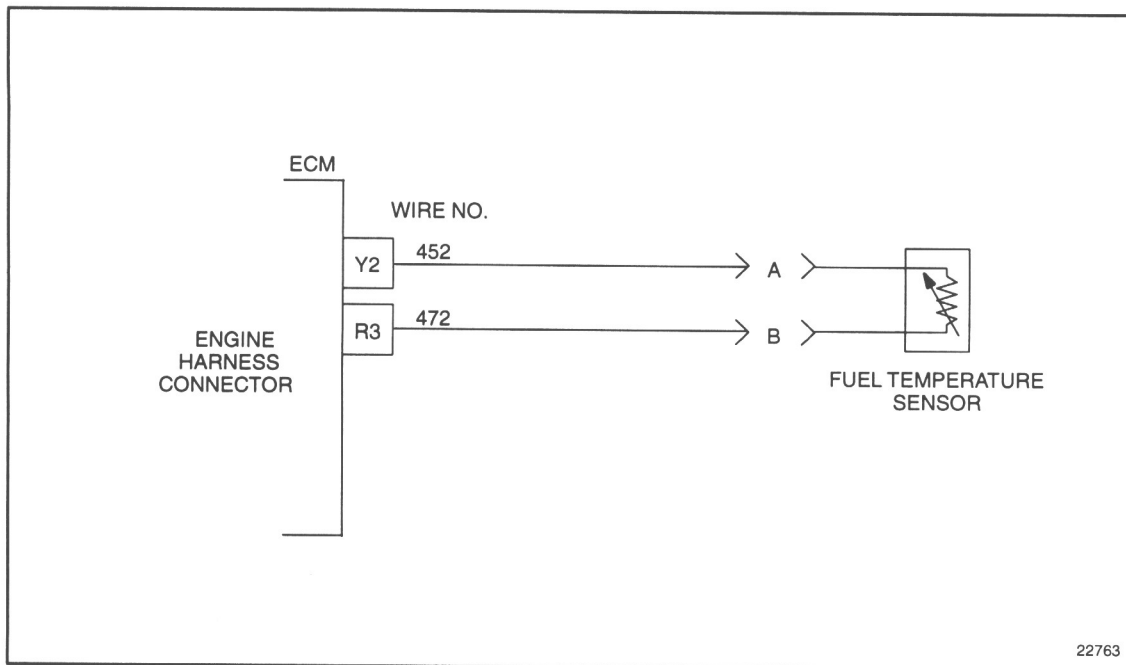 ECM
WIRE NO.
Y2
452
A
R3
472
B
ENGINE
HARNESS
CONNECTOR
FUEL TEMPERATURE
SENSOR
22763